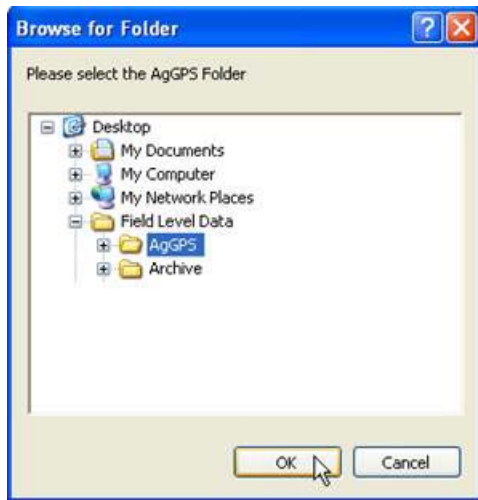 Browse for Folder
Please select the AgGPS Folder
Desktop
My Documents
My Computer
My Network Places
Field Level Data
AgGPS
Archive
OK Cancel